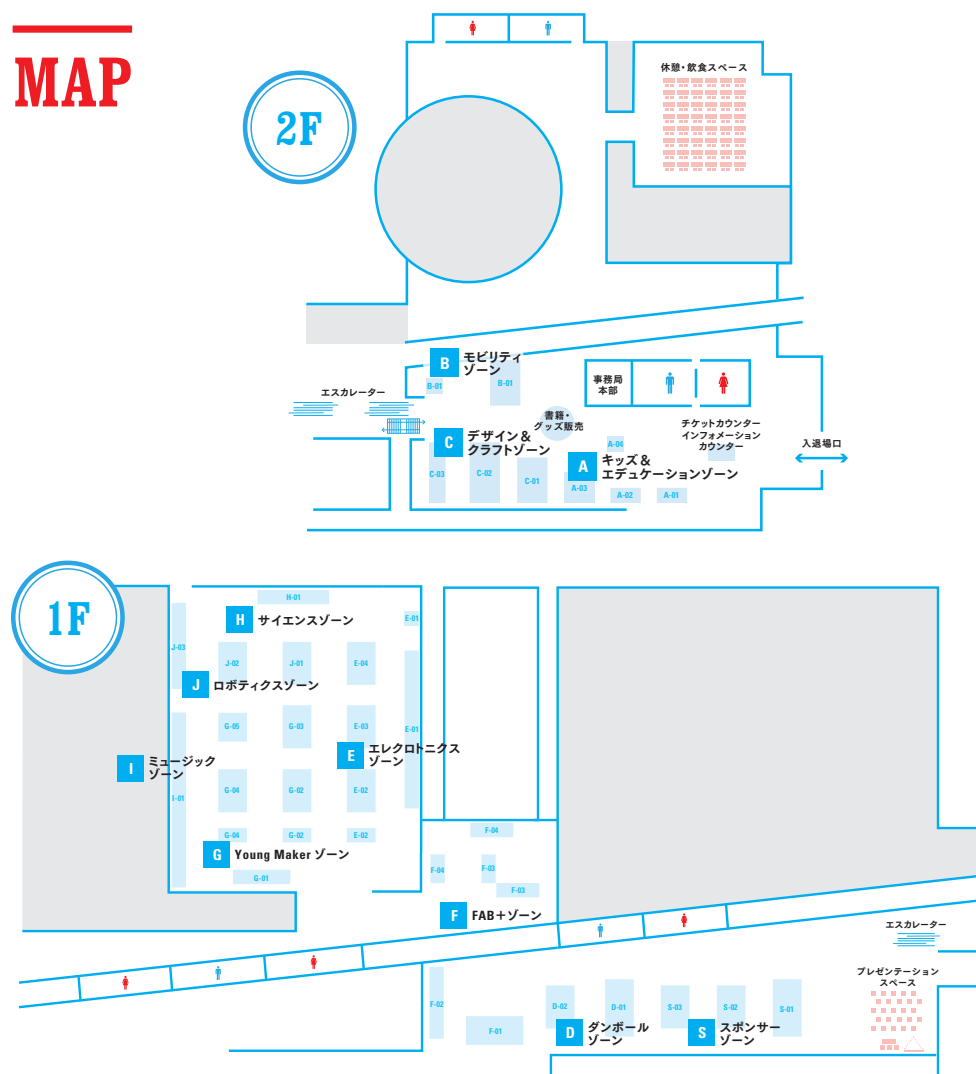 MAP
2F
休憩・飲食スペース
B
モビリティ
ゾーン
B-01
B-01
エスカレーター
事務局
本部
書籍・
グッズ販売
チケットカウンター
インフォメーション
カウンター
入退場口
C
デザイン&
クラフトゾーン
C-03
C-02
C-01
A-04
A
キッズ&
エデュケーションゾーン
A-03
A-02
A-01
1F
H-01
H
サイエンスゾーン
E-01
J-03
J-02
J-01
E-04
J
ロボティクスゾーン
G-05
G-03
E-03
E-01
E
エレクロトニクス
ゾーン
I
ミュージック
ゾーン
I-01
G-04
G-02
E-02
G-04
G-02
E-02
G
Young Maker ゾーン
G-01
F-04
F-04
F-03
F-03
F
FAB+ゾーン
エスカレーター
プレゼンテーション
スペース
F-02
F-01
D-02
D-01
S-03
S-02
S-01
D
ダンボール
ゾーン
S
スポンサー
ゾーン